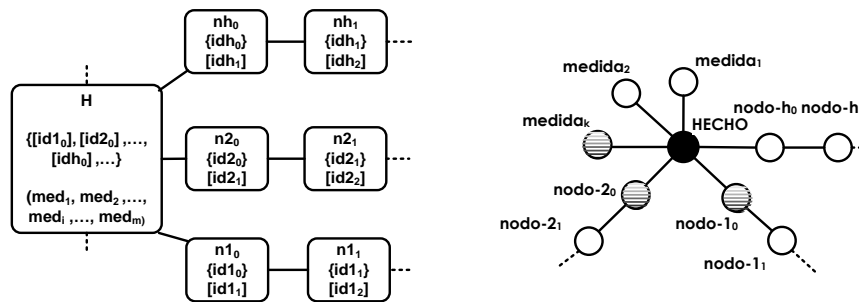 nh₀
{idh₀}
[idh₁]
nh₁
{idh₁}
[idh₂]
H
{[id1₀], [id2₀] ,...,
[idh₀] ,...}
(med₁, med₂ ,...,
medᵢ ,..., medₘ)
n2₀
{id2₀}
[id2₁]
n2₁
{id2₁}
[id2₂]
n1₀
{id1₀}
[id1₁]
n1₁
{id1₁}
[id1₂]
medida₁
medida₂
medidaₖ
HECHO
nodo-h₀ nodo-h
nodo-2₀
nodo-2₁
nodo-1₀
nodo-1₁